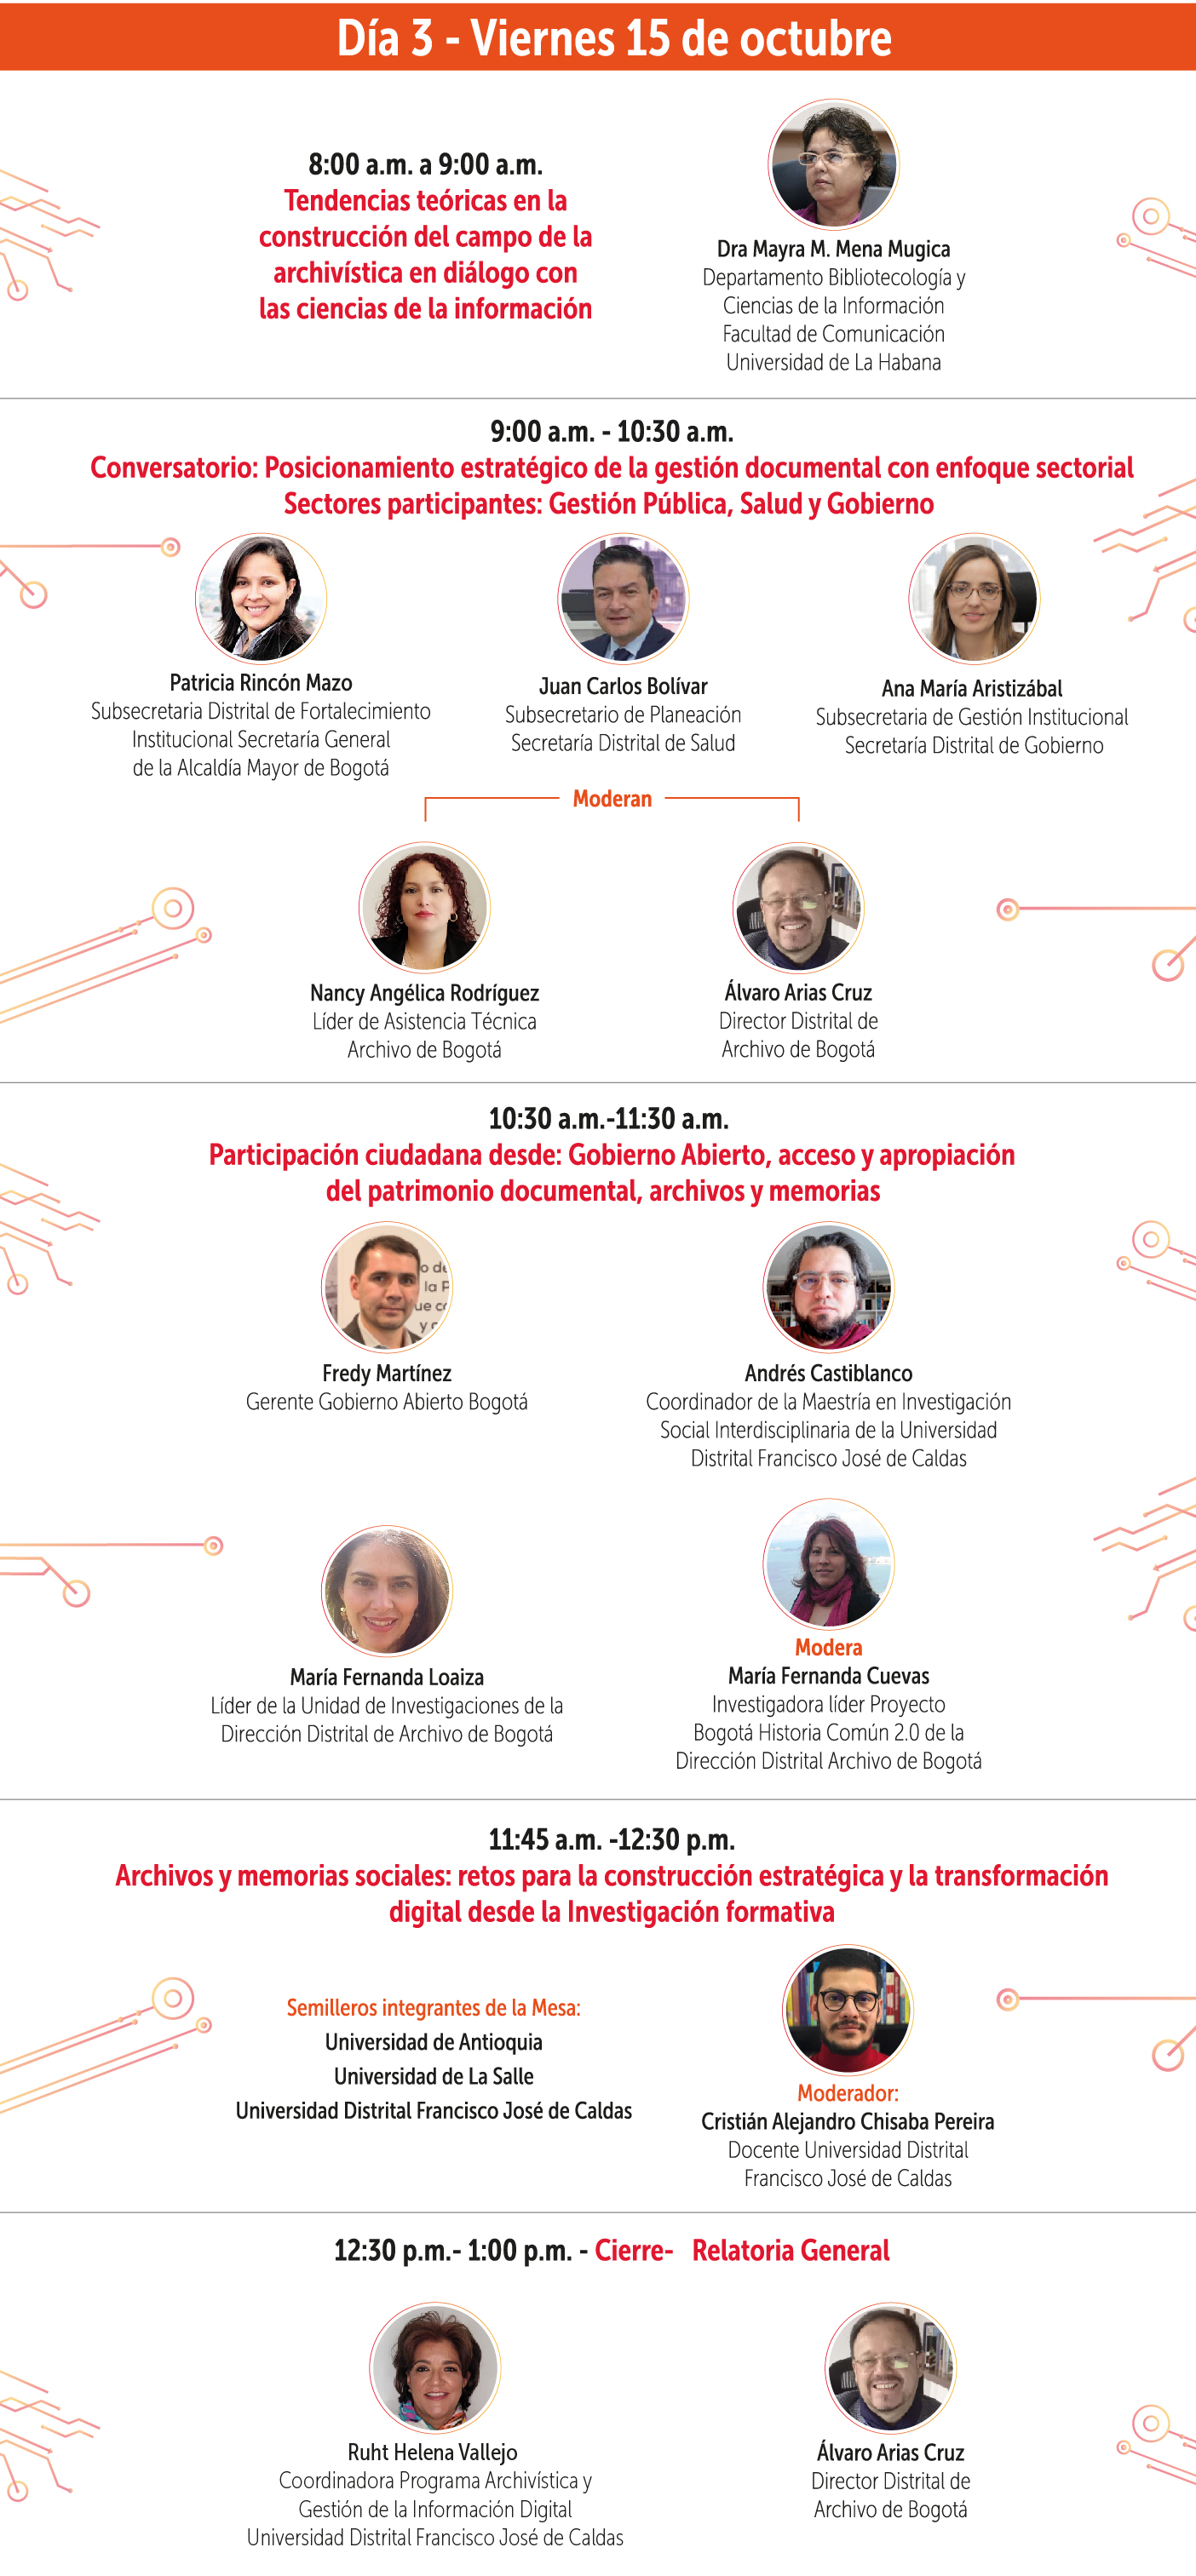 Día 3 - Viernes 15 de octubre
8:00 a.m. a 9:00 a.m.
Tendencias teóricas en la
construcción del campo de la
archivística en diálogo con
las ciencias de la información
Dra Mayra M. Mena Mugica
Departamento Bibliotecología y
Ciencias de la Información
Facultad de Comunicación
Universidad de La Habana
9:00 a.m. - 10:30 a.m.
Conversatorio: Posicionamiento estratégico de la gestión documental con enfoque sectorial
Sectores participantes: Gestión Pública, Salud y Gobierno
Patricia Rincón Mazo
Subsecretaria Distrital de Fortalecimiento
Institucional Secretaría General
de la Alcaldía Mayor de Bogotá
Juan Carlos Bolívar
Subsecretario de Planeación
Secretaría Distrital de Salud
Ana María Aristizábal
Subsecretaria de Gestión Institucional
Secretaría Distrital de Gobierno
Moderan
Nancy Angélica Rodríguez
Líder de Asistencia Técnica
Archivo de Bogotá
Álvaro Arias Cruz
Director Distrital de
Archivo de Bogotá
10:30 a.m.-11:30 a.m.
Participación ciudadana desde: Gobierno Abierto, acceso y apropiación
del patrimonio documental, archivos y memorias
Fredy Martínez
Gerente Gobierno Abierto Bogotá
Andrés Castiblanco
Coordinador de la Maestría en Investigación
Social Interdisciplinaria de la Universidad
Distrital Francisco José de Caldas
María Fernanda Loaiza
Líder de la Unidad de Investigaciones de la
Dirección Distrital de Archivo de Bogotá
Modera
María Fernanda Cuevas
Investigadora líder Proyecto
Bogotá Historia Común 2.0 de la
Dirección Distrital Archivo de Bogotá
11:45 a.m. -12:30 p.m.
Archivos y memorias sociales: retos para la construcción estratégica y la transformación
digital desde la Investigación formativa
Semilleros integrantes de la Mesa:
Universidad de Antioquia
Universidad de La Salle
Universidad Distrital Francisco José de Caldas
Moderador:
Cristián Alejandro Chisaba Pereira
Docente Universidad Distrital
Francisco José de Caldas
12:30 p.m.- 1:00 p.m. - Cierre- Relatoria General
Ruht Helena Vallejo
Coordinadora Programa Archivística y
Gestión de la Información Digital
Universidad Distrital Francisco José de Caldas
Álvaro Arias Cruz
Director Distrital de
Archivo de Bogotá